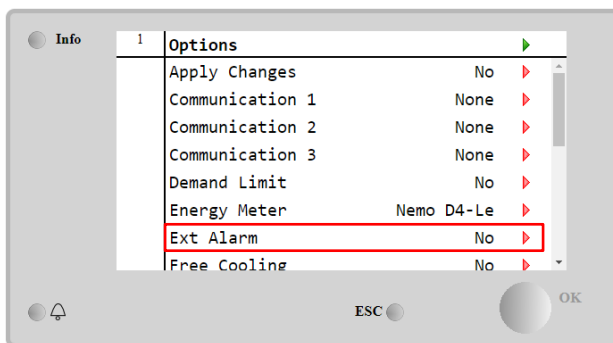 Info
1 Options
Apply Changes No
Communication 1 None
Communication 2 None
Communication 3 None
Demand Limit No
Energy Meter Nemo D4-Le
Ext Alarm No
Free Cooling No
ESC
OK